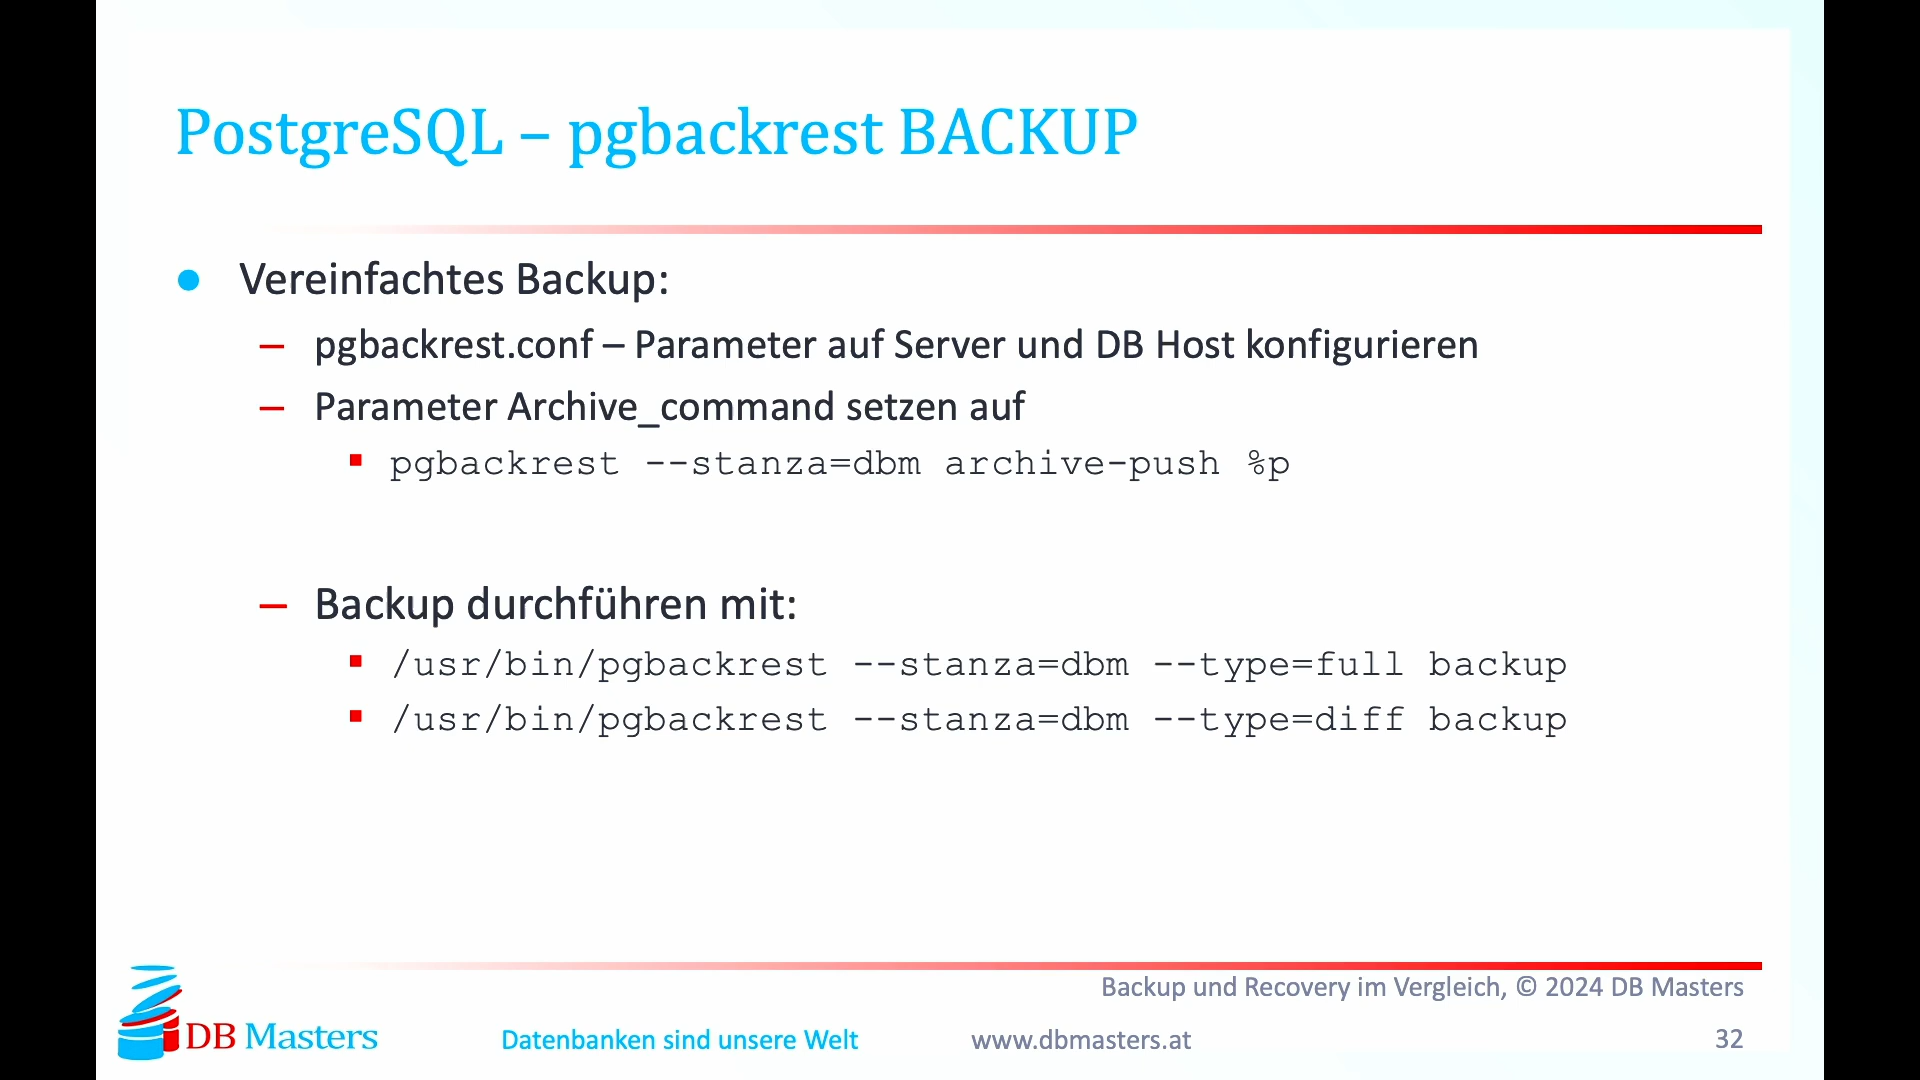 PostgreSQL – pgbackrest BACKUP
● Vereinfachtes Backup:
– pgbackrest.conf – Parameter auf Server und DB Host konfigurieren
– Parameter Archive_command setzen auf
▪ pgbackrest --stanza=dbm archive-push %p
– Backup durchführen mit:
▪ /usr/bin/pgbackrest --stanza=dbm --type=full backup
▪ /usr/bin/pgbackrest --stanza=dbm --type=diff backup
Backup und Recovery im Vergleich, © 2024 DB Masters
DB Masters
Datenbanken sind unsere Welt
www.dbmasters.at
32